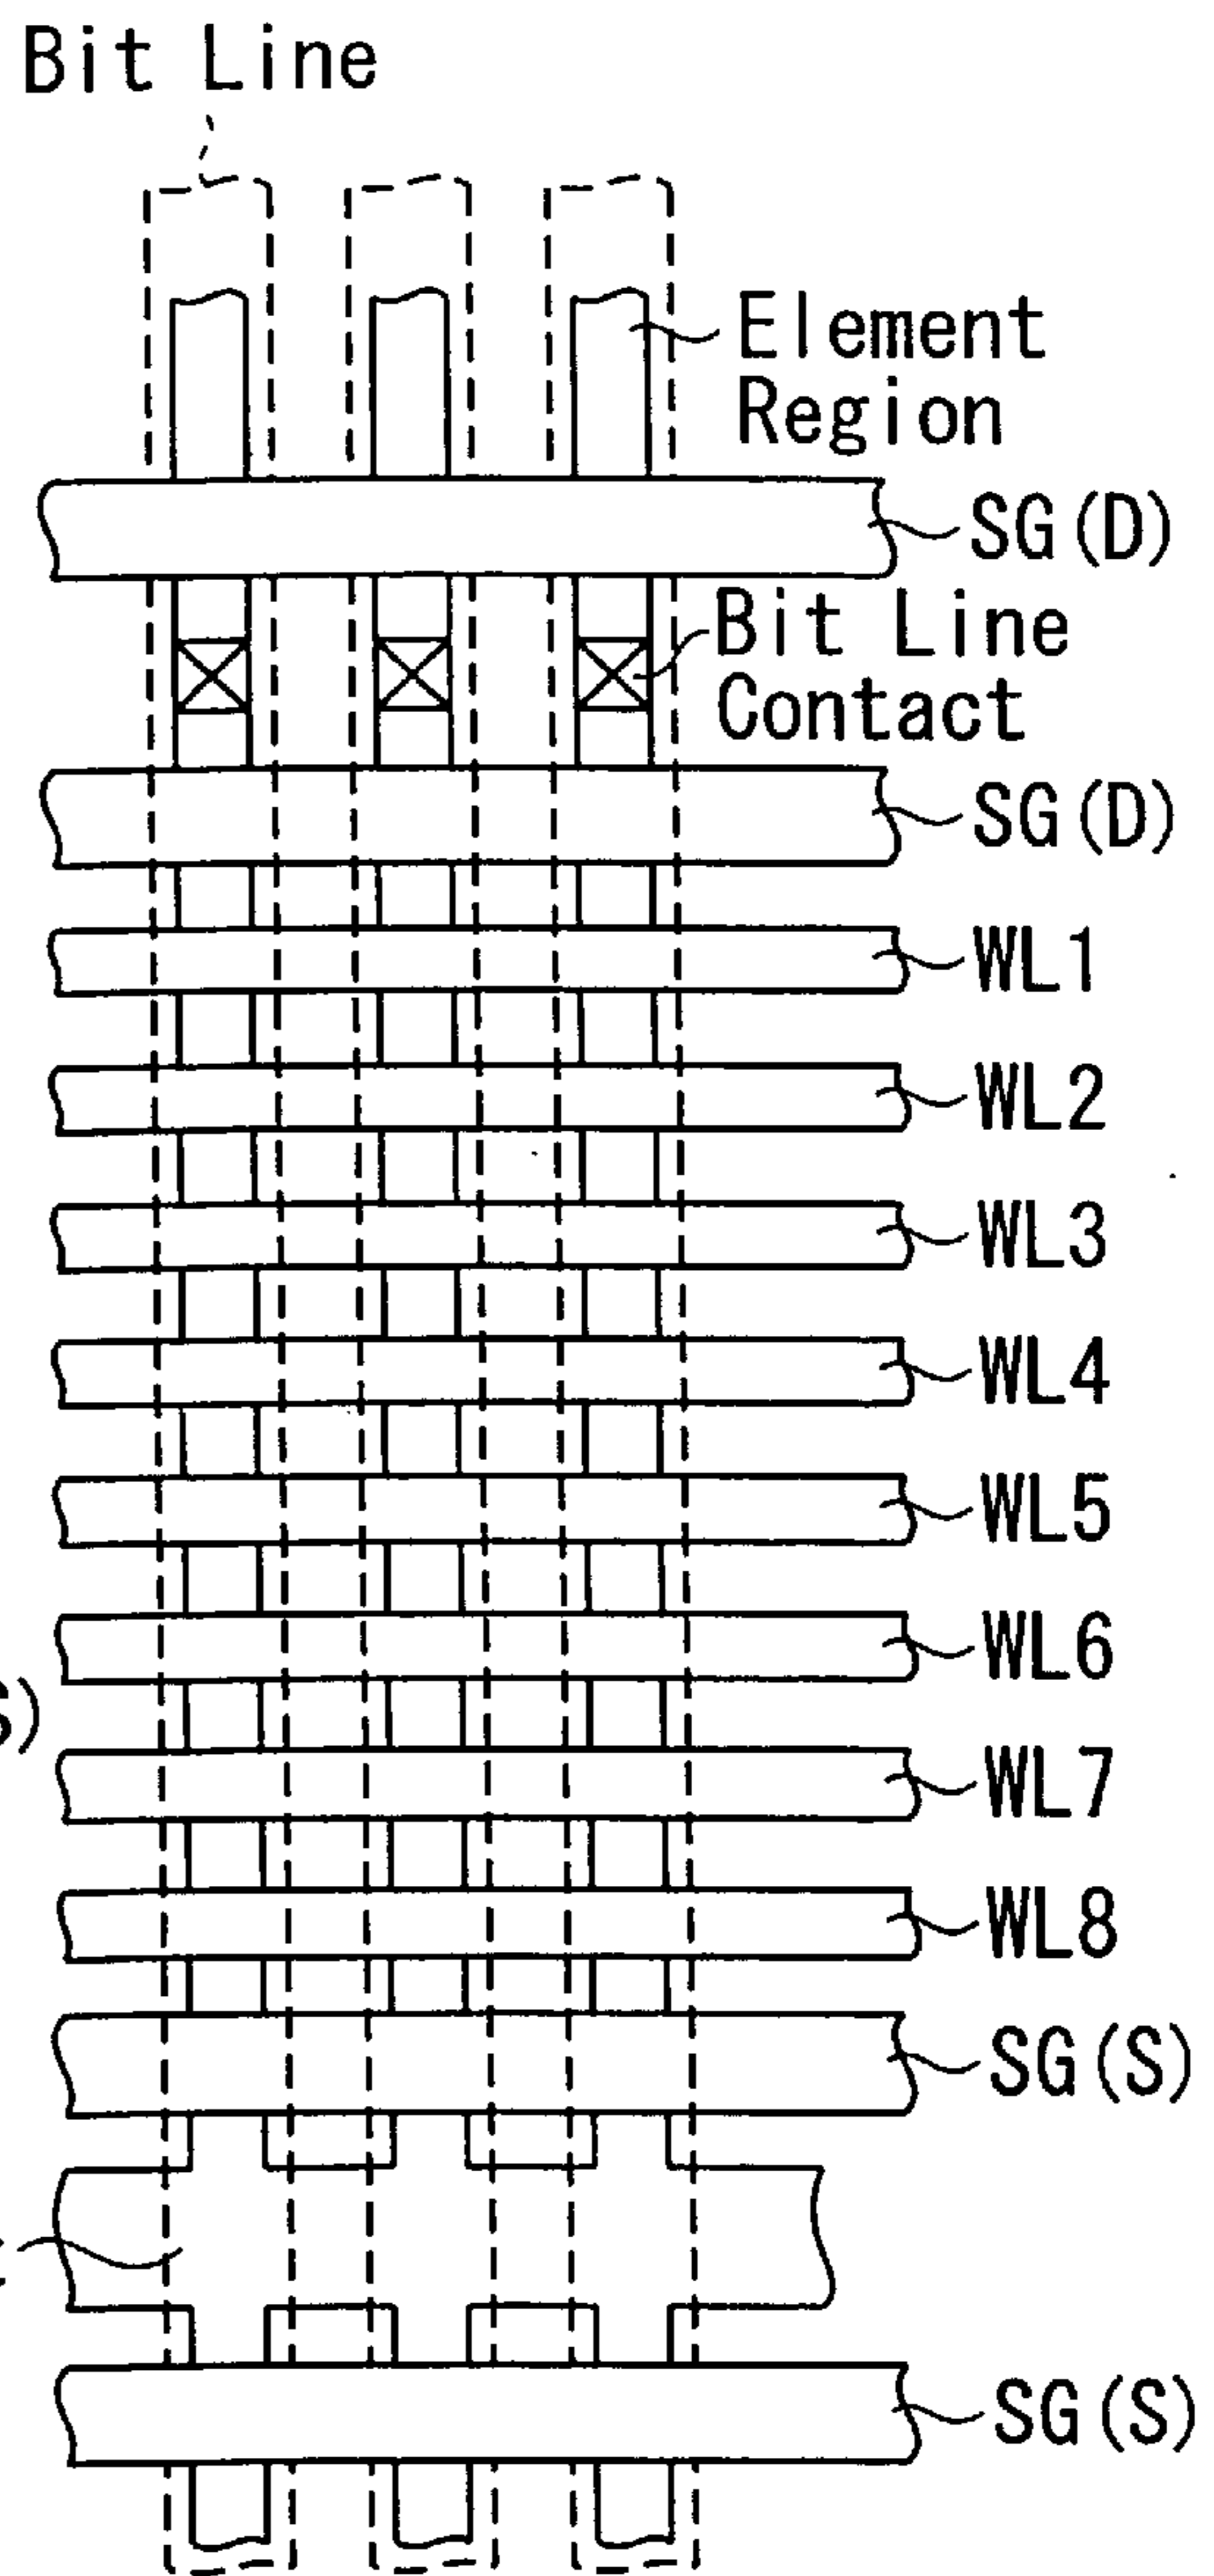 Bit Line
Element
Region
SG(D)
Bit Line
Contact
SG(D)
WL1
WL2
WL3
WL4
WL5
WL6
WL7
WL8
SG(S)
SG(S)